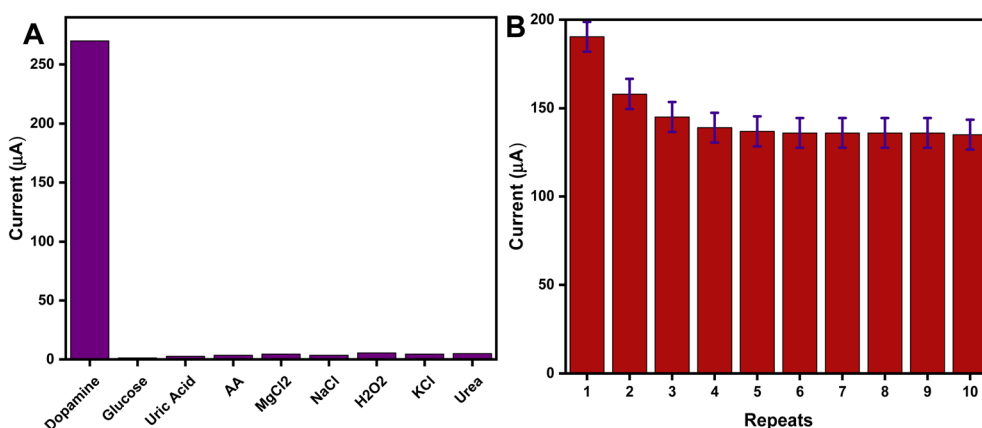 A
Current (μA)
250
200
150
100
50
0
Dopamine
Glucose
Uric Acid
AA
MgCl2
NaCl
H2O2
KCl
Urea
B
Current (μA)
200
150
100
50
0
1 2 3 4 5 6 7 8 9 10
Repeats